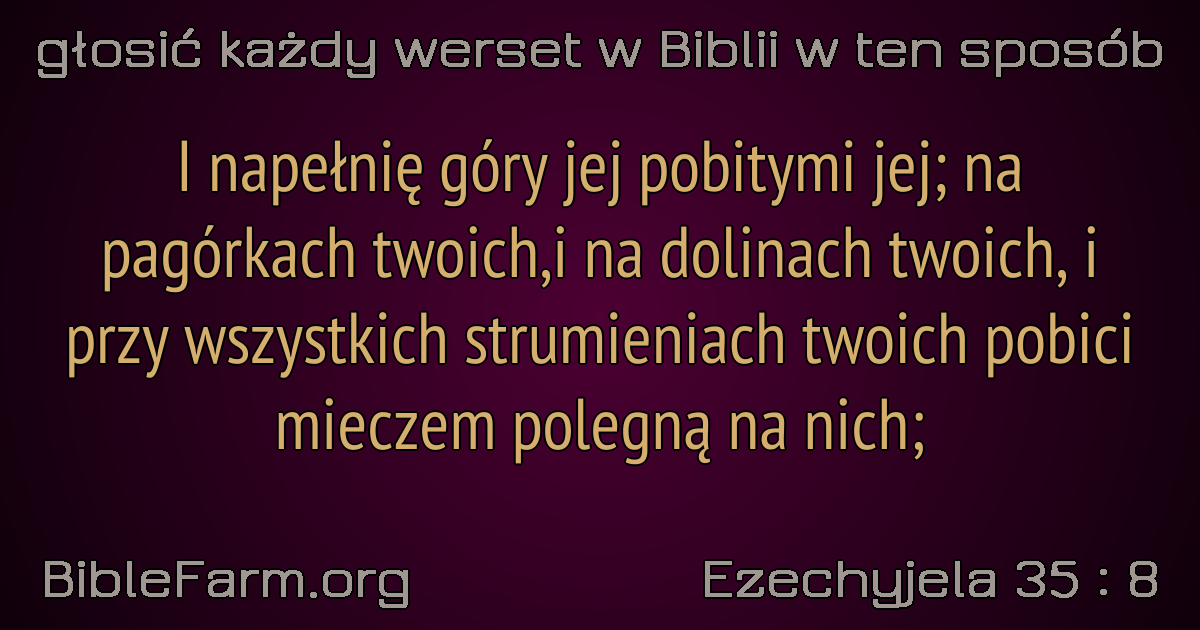 głosić każdy werset w Biblii w ten sposób
I napełnię góry jej pobitymi jej; na
pagórkach twoich,i na dolinach twoich, i
przy wszystkich strumieniach twoich pobici
mieczem polegną na nich;
BibleFarm.org
Ezechyjela 35 : 8